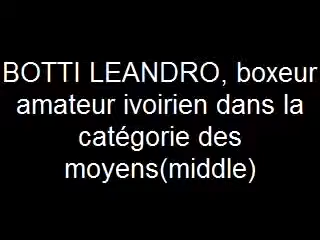 BOTTI LEANDRO, boxeur
amateur ivoirien dans la
catégorie des
moyens(middle)